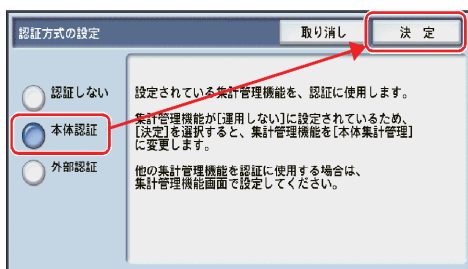 認証方式の設定
取り消し
決 定
認証しない
本体認証
外部認証
設定されている集計管理機能を、認証に使用します。
集計管理機能が[運用しない]に設定されているため、
[決定]を選択すると、集計管理機能を[本体集計管理]
に変更します。
他の集計管理機能を認証に使用する場合は、
集計管理機能画面で設定してください。